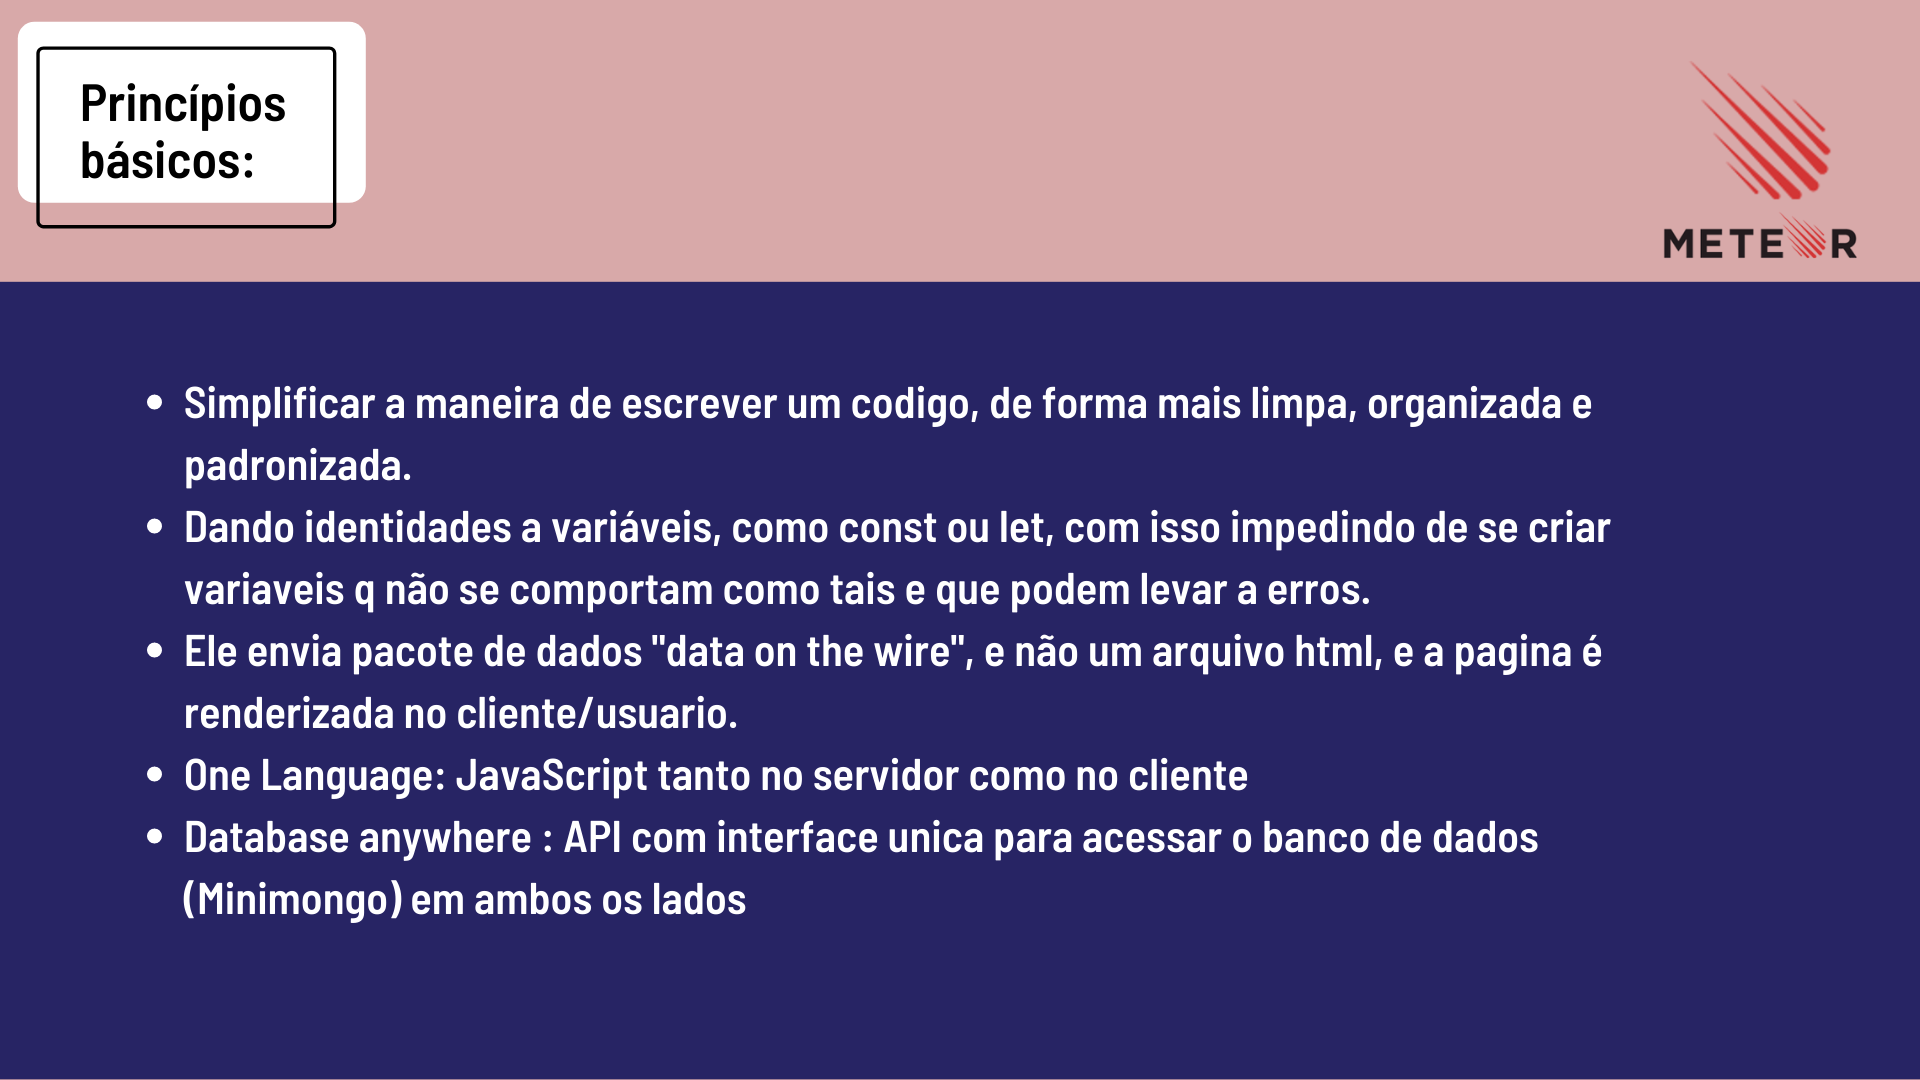 Princípios
básicos:
METEOR
• Simplificar a maneira de escrever um codigo, de forma mais limpa, organizada e
padronizada.
• Dando identidades a variáveis, como const ou let, com isso impedindo de se criar
variaveis q não se comportam como tais e que podem levar a erros.
• Ele envia pacote de dados "data on the wire", e não um arquivo html, e a pagina é
renderizada no cliente/usuario.
• One Language: JavaScript tanto no servidor como no cliente
• Database anywhere : API com interface unica para acessar o banco de dados
(Minimongo) em ambos os lados